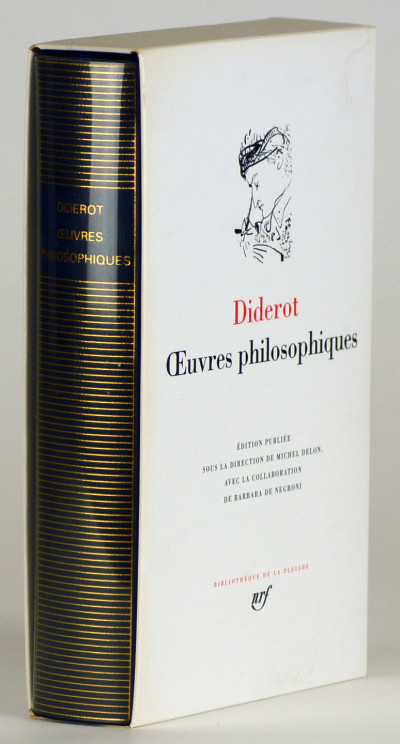 DIDEROT
ŒUVRES
PHILOSOPHIQUES
Diderot
Œuvres philosophiques
ÉDITION PUBLIÉE
SOUS LA DIRECTION DE MICHEL DELON,
AVEC LA COLLABORATION
DE BARBARA DE NEGRONI
BIBLIOTHÈQUE DE LA PLÉIADE
nrf